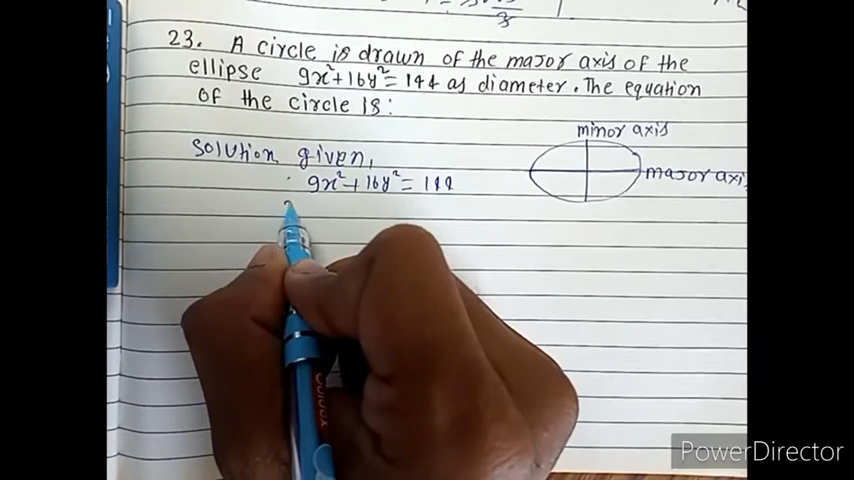 23. A circle is drawn of the major axis of the
ellipse 9x²+16y²=144 as diameter. The equation
of the circle is:
minor axis
Solution given,
major axi
9x²+16y²=144
PowerDirector